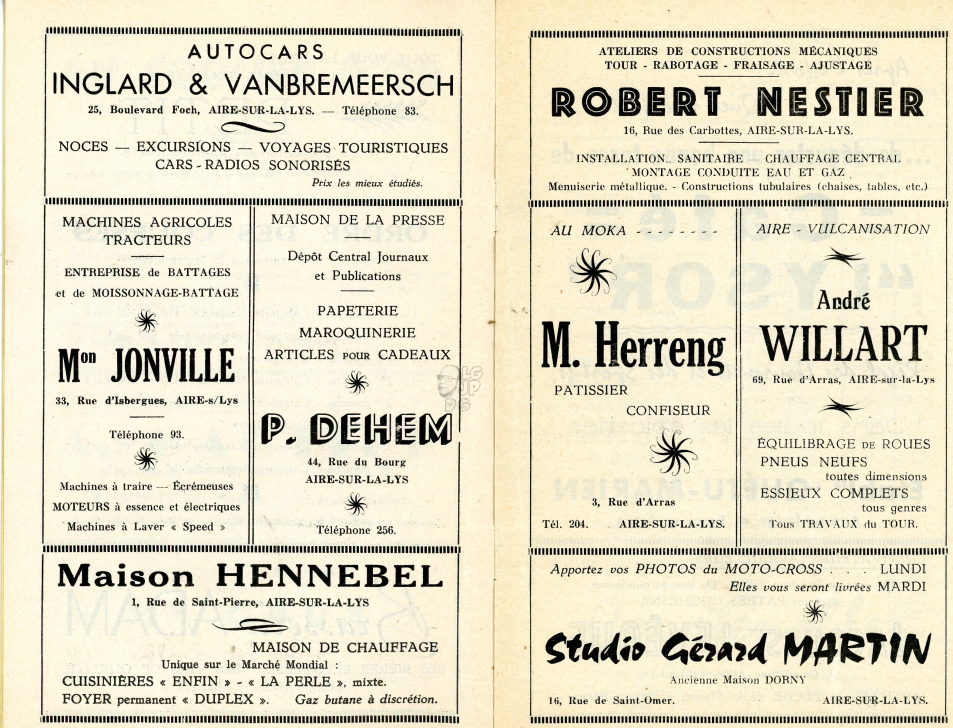 AUTOCARS
INGLARD & VANBREMEERSCH
25, Boulevard Foch, AIRE-SUR-LA-LYS. — Téléphone 83.
NOCES — EXCURSIONS — VOYAGES TOURISTIQUES
CARS - RADIOS SONORISÉS
Prix les mieux étudiés.
MACHINES AGRICOLES
TRACTEURS
ENTREPRISE de BATTAGES
et de MOISSONNAGE-BATTAGE
Mon JONVILLE
33, Rue d'Isbergues, AIRE-s/Lys
Téléphone 93.
Machines à traire — Écrémeuses
MOTEURS à essence et électriques
Machines à Laver « Speed »
MAISON DE LA PRESSE
Dépôt Central Journaux
et Publications
PAPETERIE
MAROQUINERIE
ARTICLES POUR CADEAUX
P. DEHEM
44, Rue du Bourg
AIRE-SUR-LA-LYS
Téléphone 256.
Maison HENNEBEL
1, Rue de Saint-Pierre, AIRE-SUR-LA-LYS
MAISON DE CHAUFFAGE
Unique sur le Marché Mondial :
CUISINIÈRES « ENFIN » - « LA PERLE », mixte.
FOYER permanent « DUPLEX ». Gaz butane à discrétion.
ATELIERS DE CONSTRUCTIONS MÉCANIQUES
TOUR - RABOTAGE - FRAISAGE - AJUSTAGE
ROBERT NESTIER
16, Rue des Carbottes, AIRE-SUR-LA-LYS.
INSTALLATION SANITAIRE - CHAUFFAGE CENTRAL
MONTAGE CONDUITE EAU ET GAZ
Menuiserie métallique. - Constructions tubulaires (chaises, tables, etc.)
AU MOKA - - - - - - - -
M. Herreng
PATISSIER
CONFISEUR
3, Rue d'Arras
Tél. 204. AIRE-SUR-LA-LYS.
AIRE - VULCANISATION
André
WILLART
69, Rue d'Arras, AIRE-sur-la-Lys
ÉQUILIBRAGE DE ROUES
PNEUS NEUFS
toutes dimensions
ESSIEUX COMPLETS
tous genres
Tous TRAVAUX du TOUR.
Apportez vos PHOTOS du MOTO-CROSS . . . . LUNDI
Elles vous seront livrées MARDI
Studio Gérard MARTIN
Ancienne Maison DORNY
16, Rue de Saint-Omer. AIRE-SUR-LA-LYS.